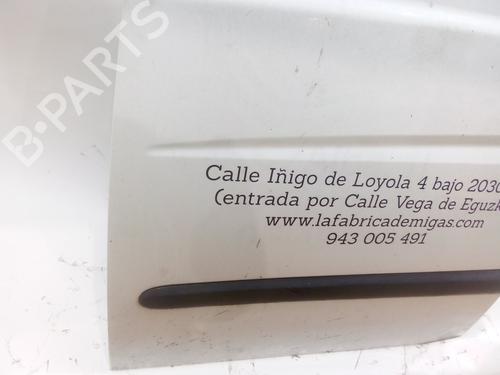 B-PARTS
Calle Iñigo de Loyola 4 bajo 2030
(entrada por Calle Vega de Eguzk
www.lafabricademigas.com
943 005 491